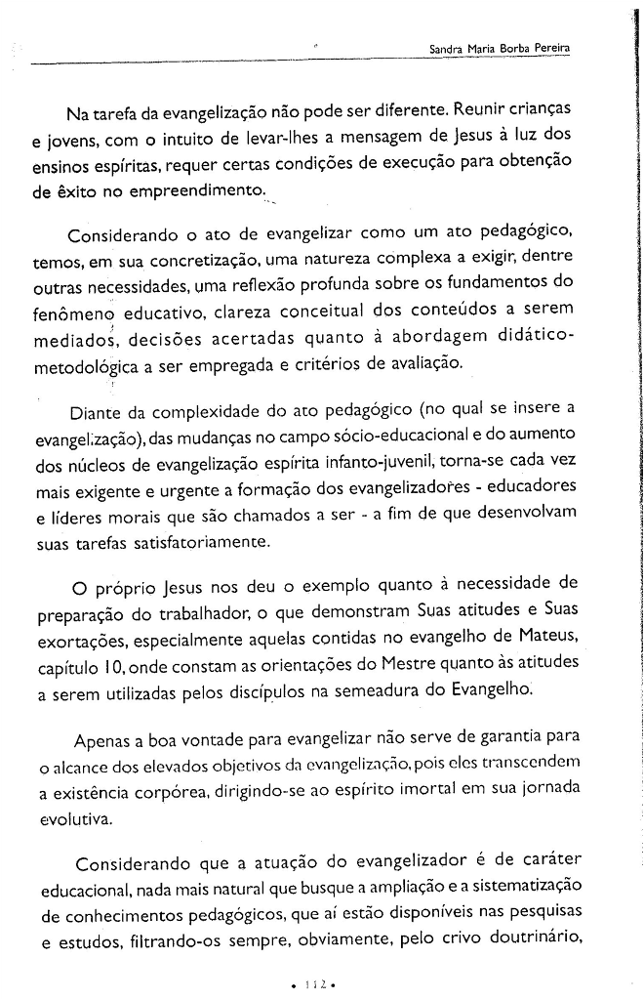 Sandra Maria Borba Pereira
Na tarefa da evangelização não pode ser diferente. Reunir crianças
e jovens, com o intuito de levar-lhes a mensagem de Jesus à luz dos
ensinos espíritas, requer certas condições de execução para obtenção
de êxito no empreendimento.
Considerando o ato de evangelizar como um ato pedagógico,
temos, em sua concretização, uma natureza complexa a exigir, dentre
outras necessidades, uma reflexão profunda sobre os fundamentos do
fenômeno educativo, clareza conceitual dos conteúdos a serem
mediados, decisões acertadas quanto à abordagem didático-
metodológica a ser empregada e critérios de avaliação.
Diante da complexidade do ato pedagógico (no qual se insere a
evangelização), das mudanças no campo sócio-educacional e do aumento
dos núcleos de evangelização espírita infanto-juvenil, torna-se cada vez
mais exigente e urgente a formação dos evangelizadores - educadores
e líderes morais que são chamados a ser - a fim de que desenvolvam
suas tarefas satisfatoriamente.
O próprio Jesus nos deu o exemplo quanto à necessidade de
preparação do trabalhador, o que demonstram Suas atitudes e Suas
exortações, especialmente aquelas contidas no evangelho de Mateus,
capítulo 10, onde constam as orientações do Mestre quanto às atitudes
a serem utilizadas pelos discípulos na semeadura do Evangelho.
Apenas a boa vontade para evangelizar não serve de garantia para
o alcance dos elevados objetivos da evangelização, pois eles transcendem
a existência corpórea, dirigindo-se ao espírito imortal em sua jornada
evolutiva.
Considerando que a atuação do evangelizador é de caráter
educacional, nada mais natural que busque a ampliação e a sistematização
de conhecimentos pedagógicos, que aí estão disponíveis nas pesquisas
e estudos, filtrando-os sempre, obviamente, pelo crivo doutrinário,
• 112 •